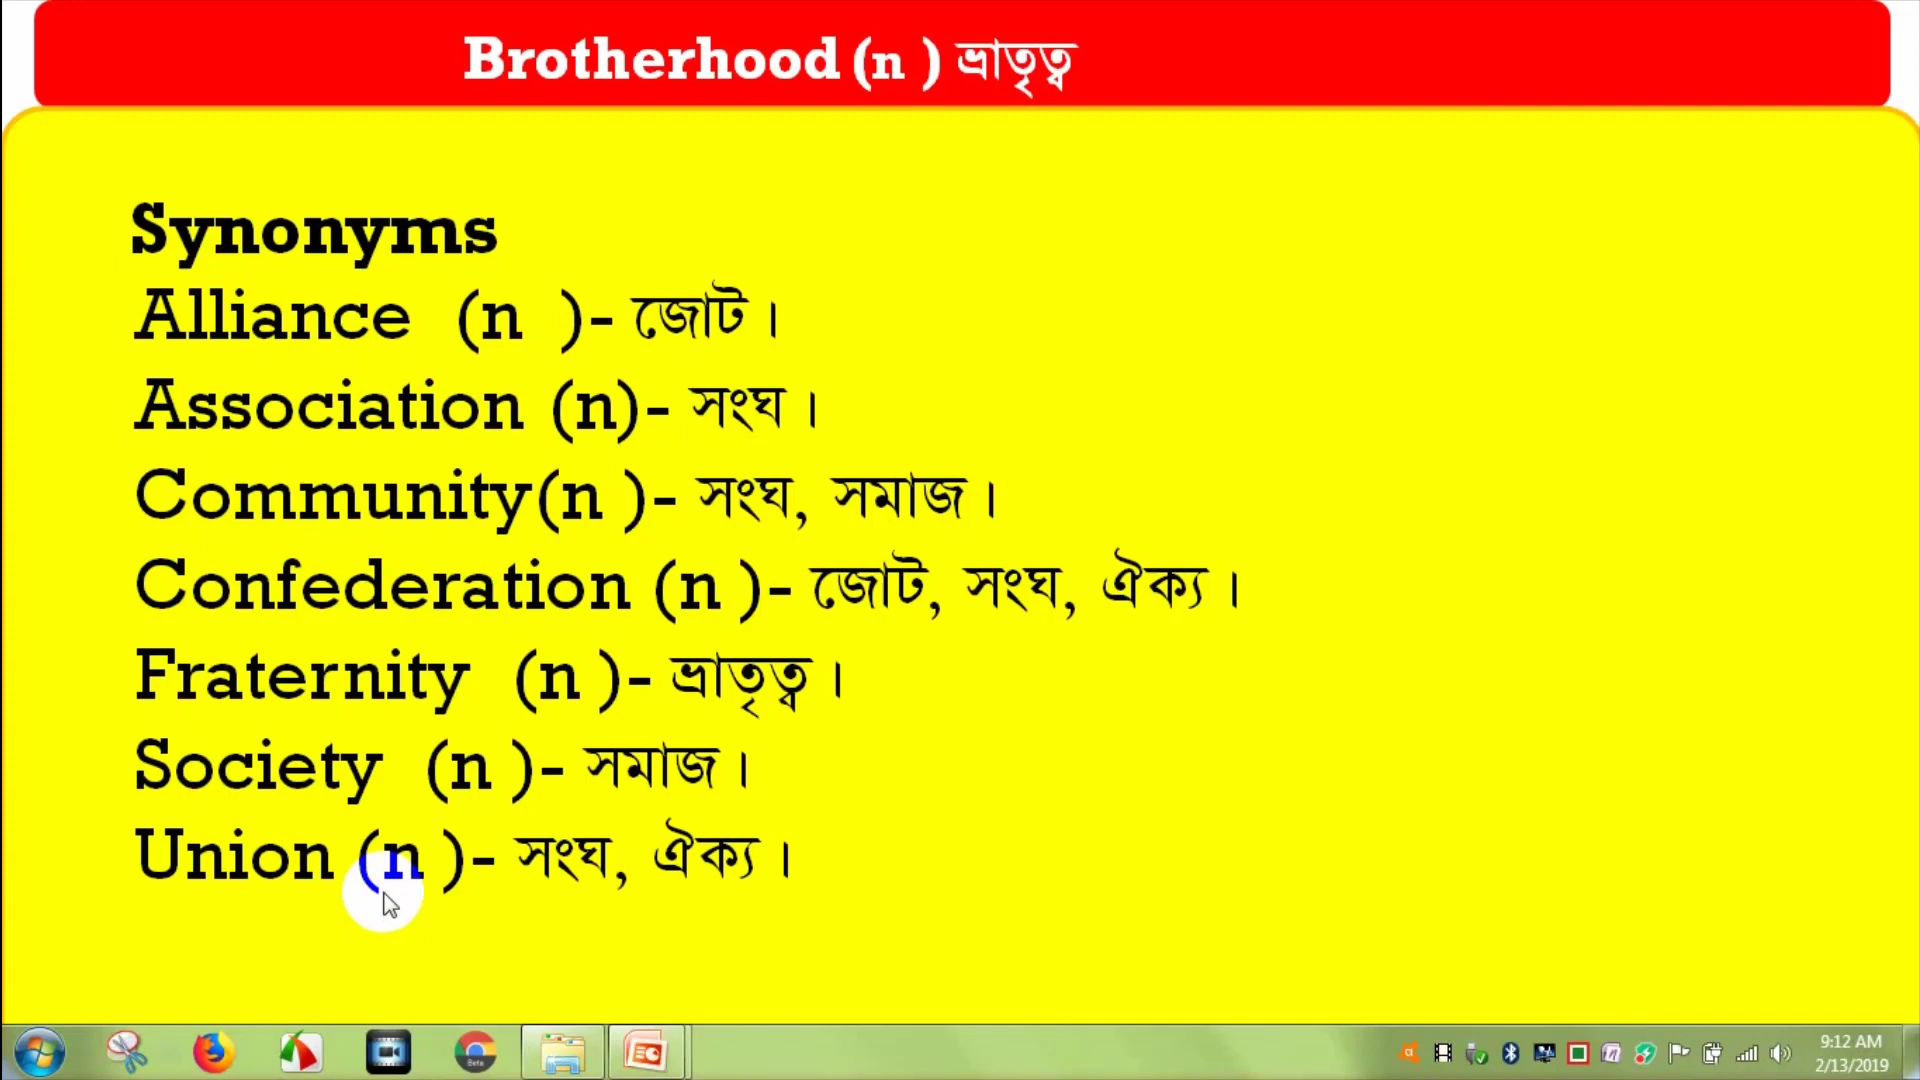 Brotherhood (n ) ভ্রাতৃত্ব
Synonyms
Alliance (n )- জোট।
Association (n)- সংঘ।
Community(n )- সংঘ, সমাজ।
Confederation (n )- জোট, সংঘ, ঐক্য।
Fraternity (n )- ভ্রাতৃত্ব।
Society (n )- সমাজ।
Union (n )- সংঘ, ঐক্য।
Beta
9:12 AM
2/13/2019